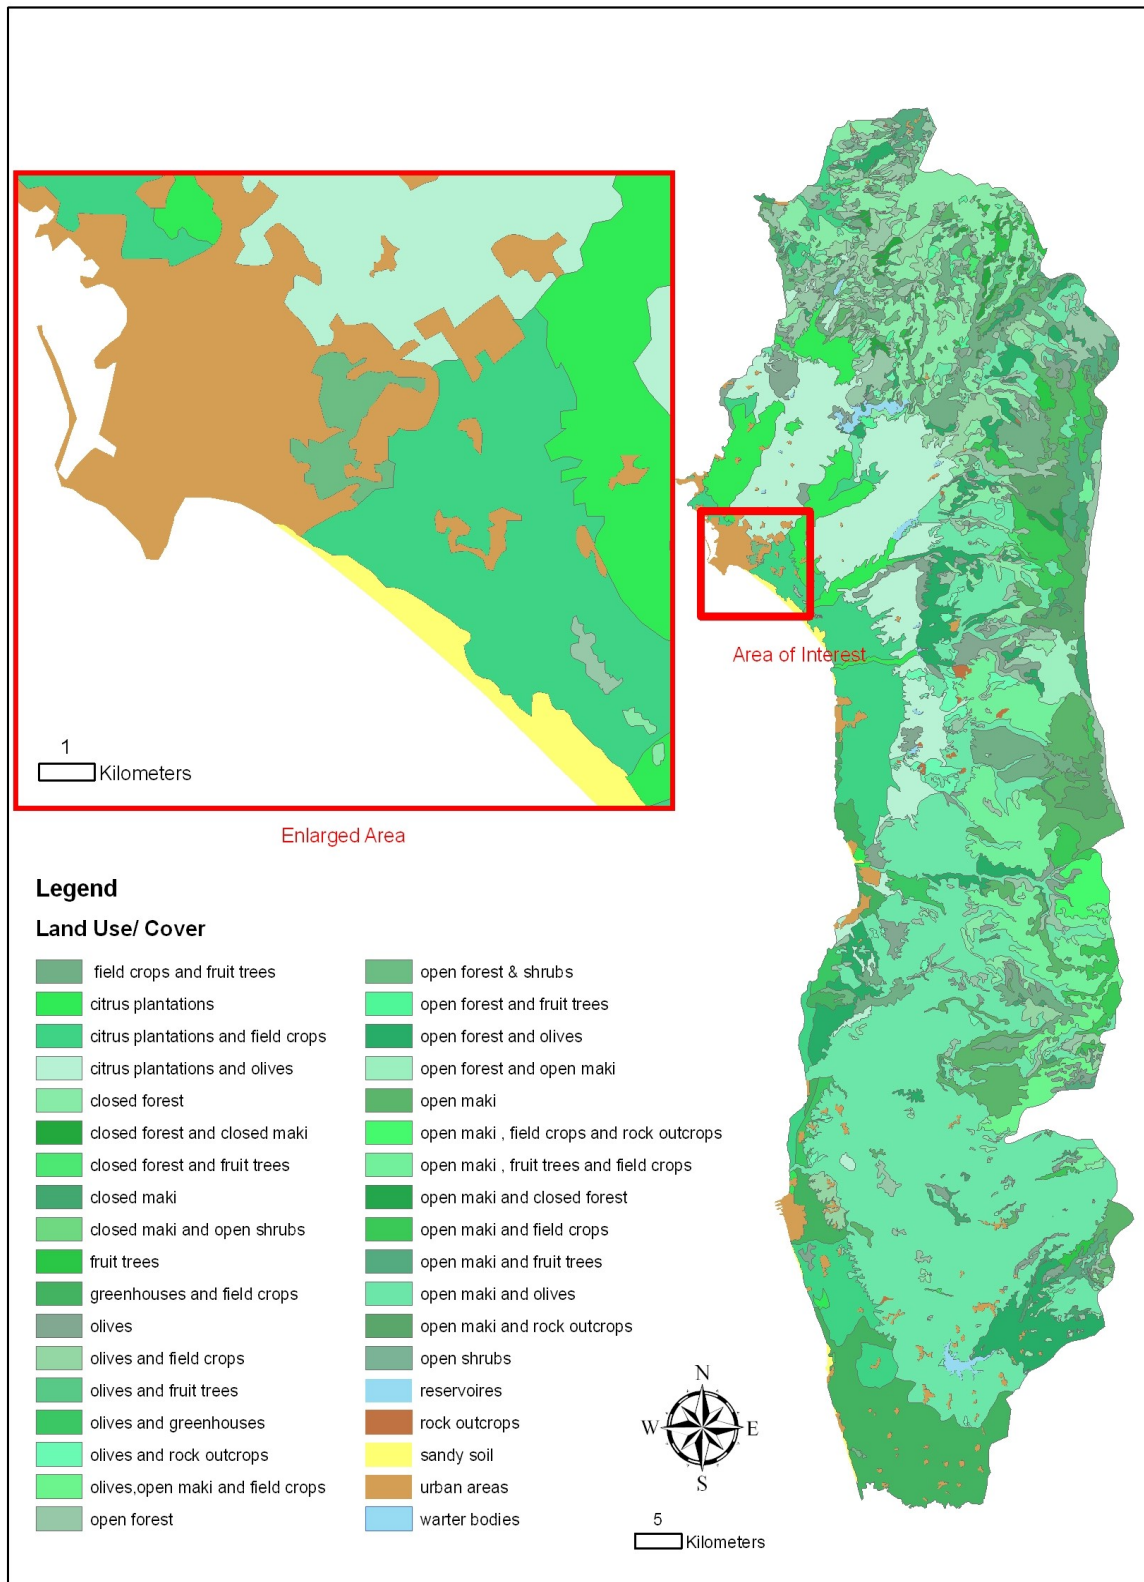 Area of Interest
1
Kilometers
Enlarged Area
Legend
Land Use/ Cover
field crops and fruit trees
citrus plantations
citrus plantations and field crops
citrus plantations and olives
closed forest
closed forest and closed maki
closed forest and fruit trees
closed maki
closed maki and open shrubs
fruit trees
greenhouses and field crops
olives
olives and field crops
olives and fruit trees
olives and greenhouses
olives and rock outcrops
olives,open maki and field crops
open forest
open forest & shrubs
open forest and fruit trees
open forest and olives
open forest and open maki
open maki
open maki , field crops and rock outcrops
open maki , fruit trees and field crops
open maki and closed forest
open maki and field crops
open maki and fruit trees
open maki and olives
open maki and rock outcrops
open shrubs
reservoires
rock outcrops
sandy soil
urban areas
warter bodies
N
W E
S
5
Kilometers